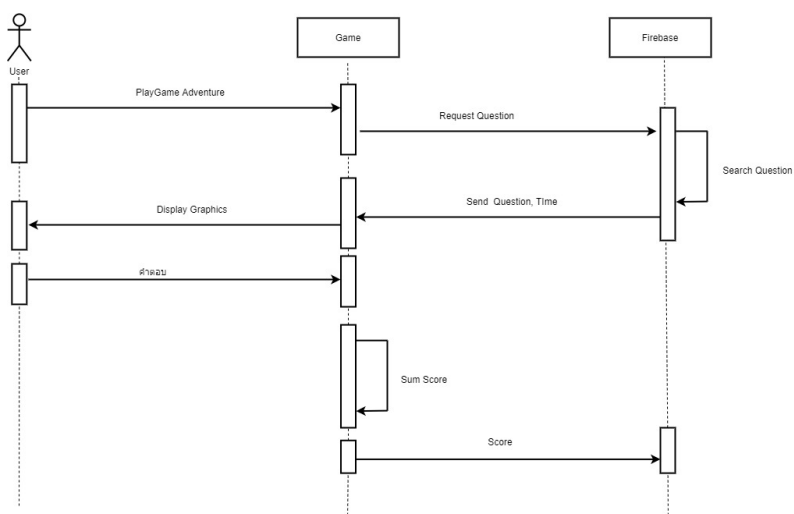 Game
Firebase
User
PlayGame Adventure
Request Question
Search Question
Send Question, TIme
Display Graphics
คำตอบ
Sum Score
Score